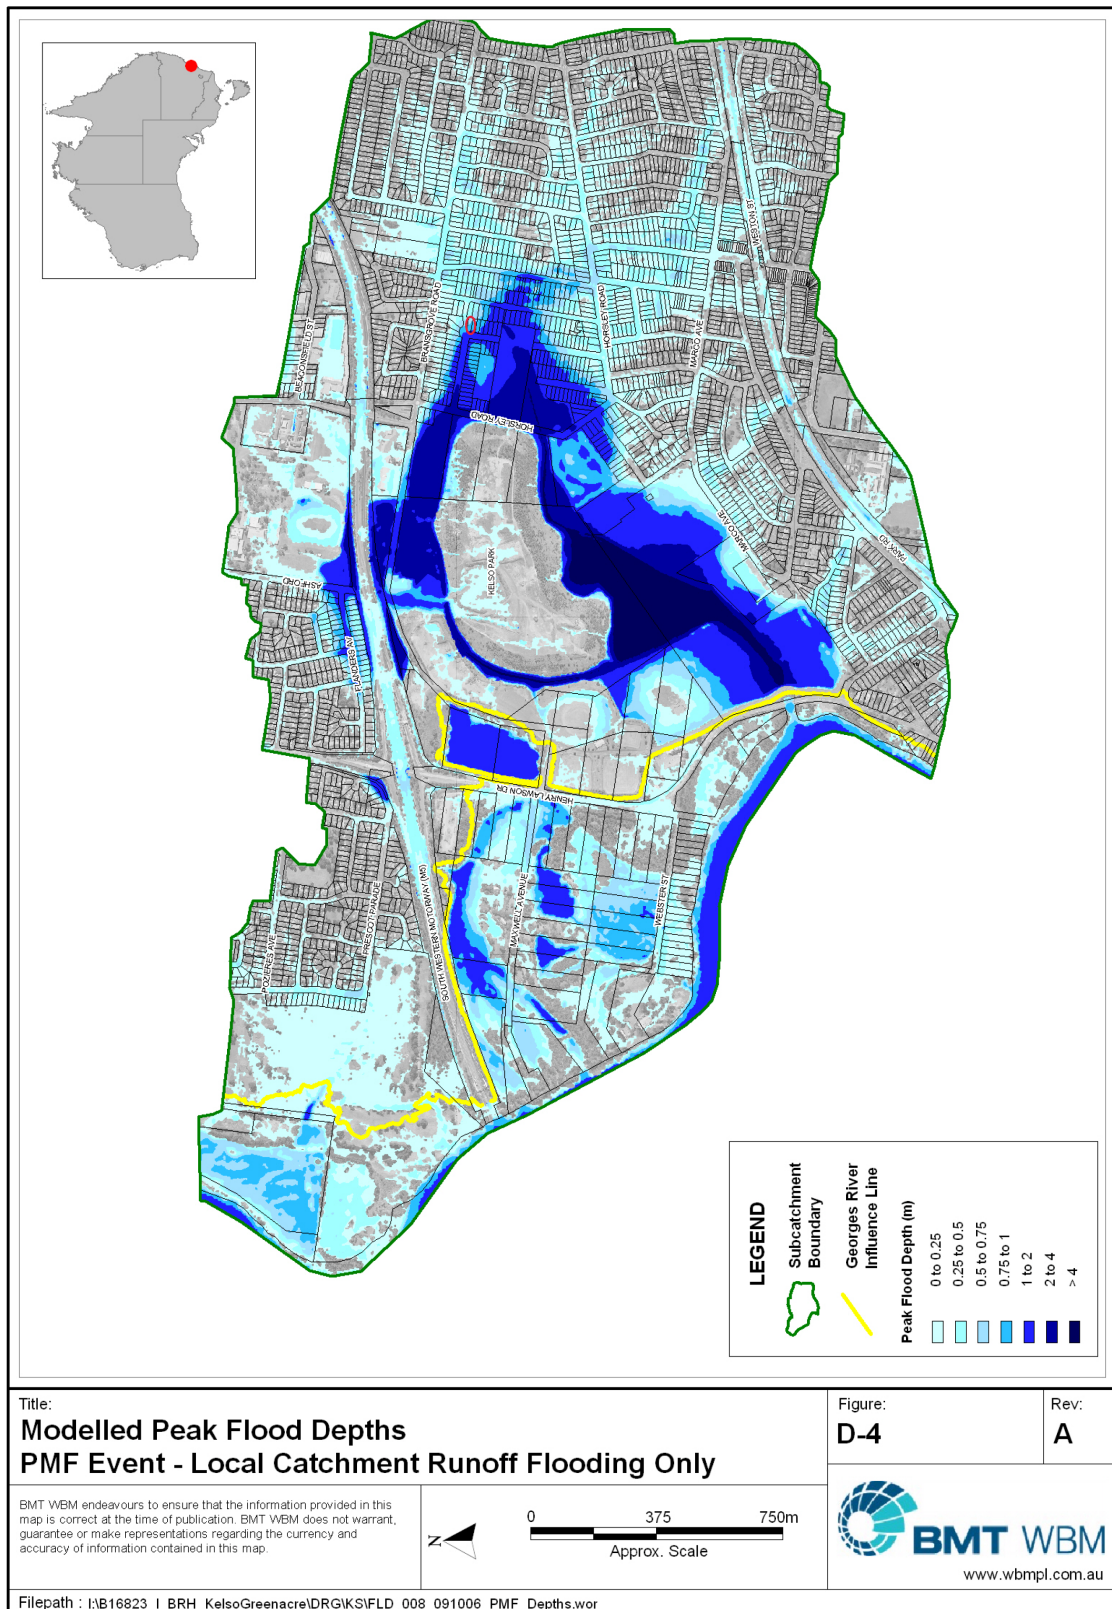 BEACONSFIELD ST
BRANSGROVE ROAD
HORSLEY ROAD
MARCO AVE
WESTON ST
HORSLEY ROAD
KELSO PARK
MARCO AVE
PARK RD
ASHFORD
FLANDERS AV
HENRY LAWSON DR
SOUTH WESTERN MOTORWAY (M5)
MAXWELL AVENUE
WEBSTER ST
PRESCOT PARADE
POZIERES AVE
LEGEND
Subcatchment
Boundary
Georges River
Influence Line
Peak Flood Depth (m)
0 to 0.25
0.25 to 0.5
0.5 to 0.75
0.75 to 1
1 to 2
2 to 4
> 4
Title:
Modelled Peak Flood Depths
PMF Event - Local Catchment Runoff Flooding Only
Figure:
D-4
Rev:
A
BMT WBM endeavours to ensure that the information provided in this
map is correct at the time of publication. BMT WBM does not warrant,
guarantee or make representations regarding the currency and
accuracy of information contained in this map.
N
0 375 750m
Approx. Scale
BMT WBM
www.wbmpl.com.au
Filepath : I:\B16823_I_BRH_KelsoGreenacre\DRG\KS\FLD_008_091006_PMF_Depths.wor